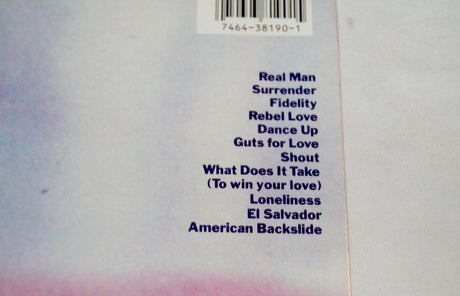 7464-38190-1
Real Man
Surrender
Fidelity
Rebel Love
Dance Up
Guts for Love
Shout
What Does It Take
(To win your love)
Loneliness
El Salvador
American Backslide